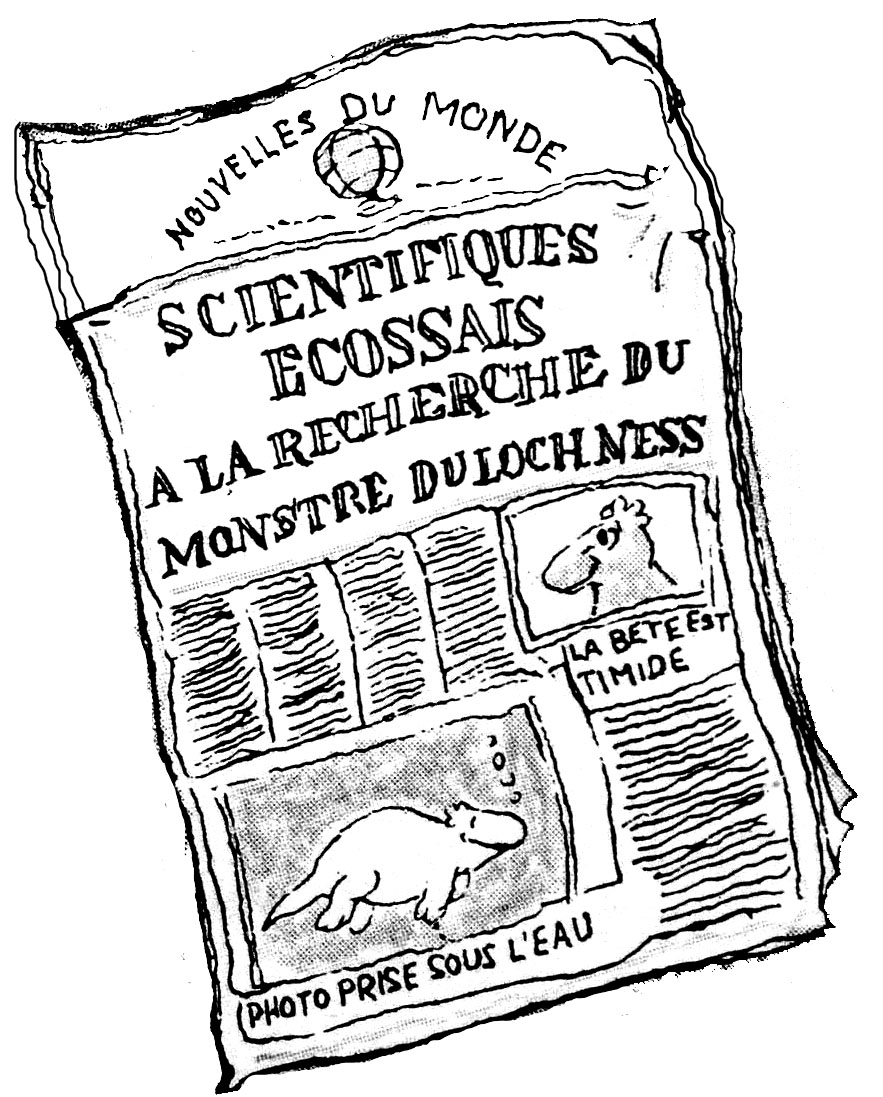 NOUVELLES DU MONDE
SCIENTIFIQUES
ECOSSAIS
A LA RECHERCHE DU
MONSTRE DU LOCH NESS
LA BETE EST
TIMIDE
PHOTO PRISE SOUS L'EAU